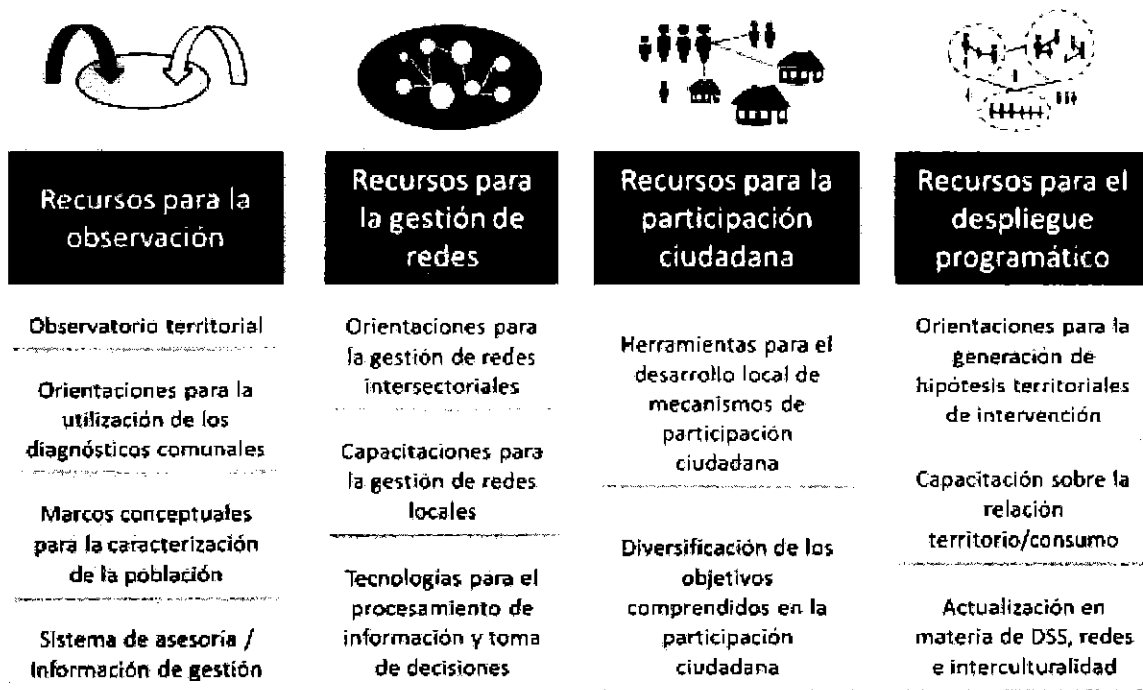 Recursos para la
observación
Observatorio territorial
Orientaciones para la
utilización de los
diagnósticos comunales
Marcos conceptuales
para la caracterización
de la población
Sistema de asesoría /
Información de gestión
Recursos para
la gestión de
redes
Orientaciones para
la gestión de redes
intersectoriales
Capacitaciones para
la gestión de redes
locales
Tecnologías para el
procesamiento de
información y toma
de decisiones
Recursos para la
participación
ciudadana
Herramientas para el
desarrollo local de
mecanismos de
participación
ciudadana
Diversificación de los
objetivos
comprendidos en la
participación
ciudadana
Recursos para el
despliegue
programático
Orientaciones para la
generación de
hipótesis territoriales
de intervención
Capacitación sobre la
relación
territorio/consumo
Actualización en
materia de DSS, redes
e interculturalidad